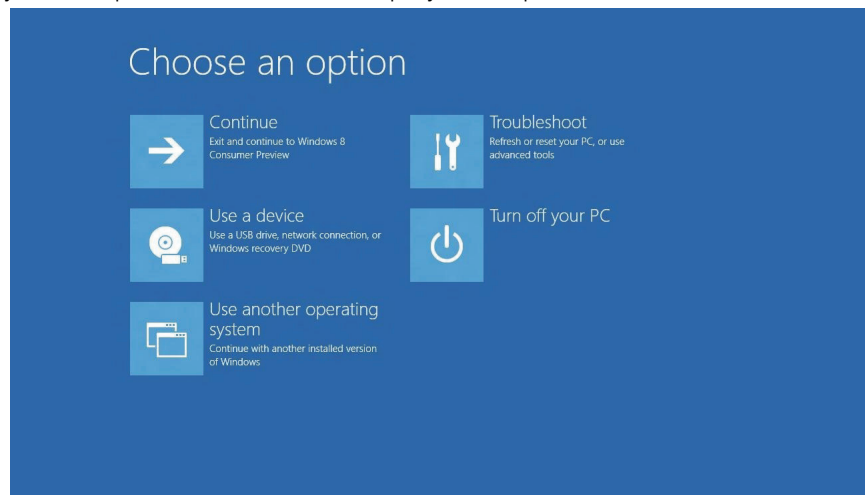 Choose an option
Continue
Exit and continue to Windows 8
Consumer Preview
Troubleshoot
Refresh or reset your PC, or use
advanced tools
Use a device
Use a USB drive, network connection, or
Windows recovery DVD
Turn off your PC
Use another operating
system
Continue with another installed version
of Windows